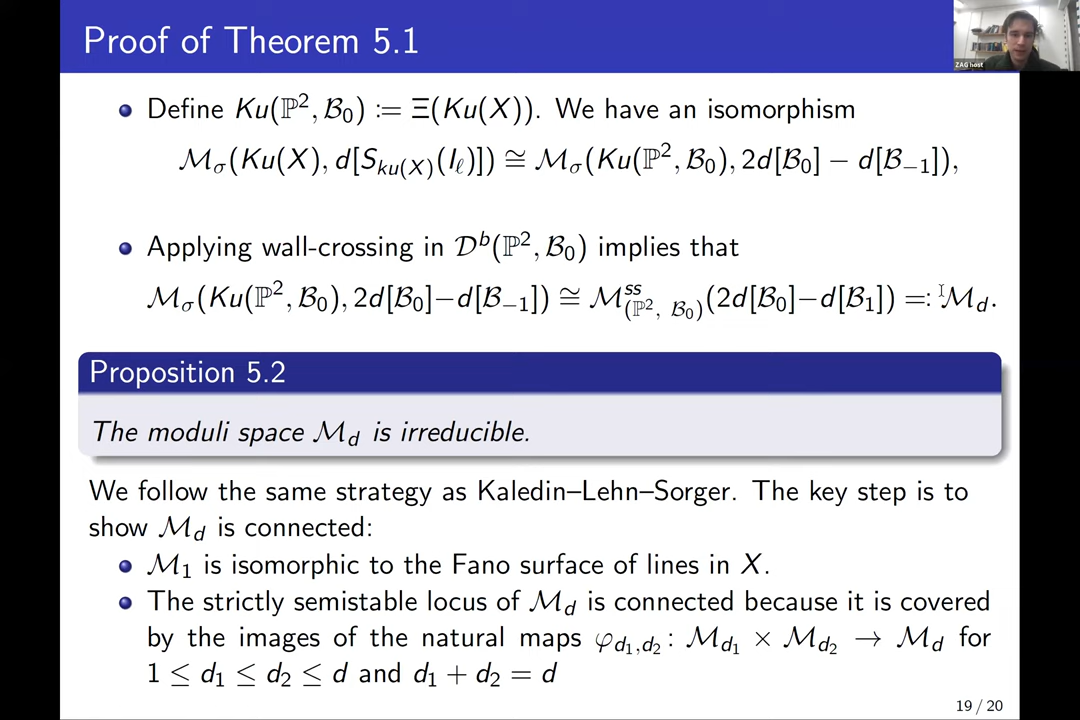 Proof of Theorem 5.1
ZAG host
Define Ku(ℙ², ℬ₀) := Ξ(Ku(X)). We have an isomorphism
ℳ_σ(Ku(X), d[S_{Ku(X)}(I_ℓ)]) ≅ ℳ_σ(Ku(ℙ², ℬ₀), 2d[ℬ₀] − d[ℬ₋₁]),
Applying wall-crossing in 𝒟ᵇ(ℙ², ℬ₀) implies that
ℳ_σ(Ku(ℙ², ℬ₀), 2d[ℬ₀]−d[ℬ₋₁]) ≅ ℳ^{ss}_{(ℙ², ℬ₀)}(2d[ℬ₀]−d[ℬ₁]) =: ℳ_d.
Proposition 5.2
The moduli space ℳ_d is irreducible.
We follow the same strategy as Kaledin–Lehn–Sorger. The key step is to
show ℳ_d is connected:
ℳ₁ is isomorphic to the Fano surface of lines in X.
The strictly semistable locus of ℳ_d is connected because it is covered
by the images of the natural maps φ_{d₁,d₂} : ℳ_{d₁} × ℳ_{d₂} → ℳ_d for
1 ≤ d₁ ≤ d₂ ≤ d and d₁ + d₂ = d
19 / 20